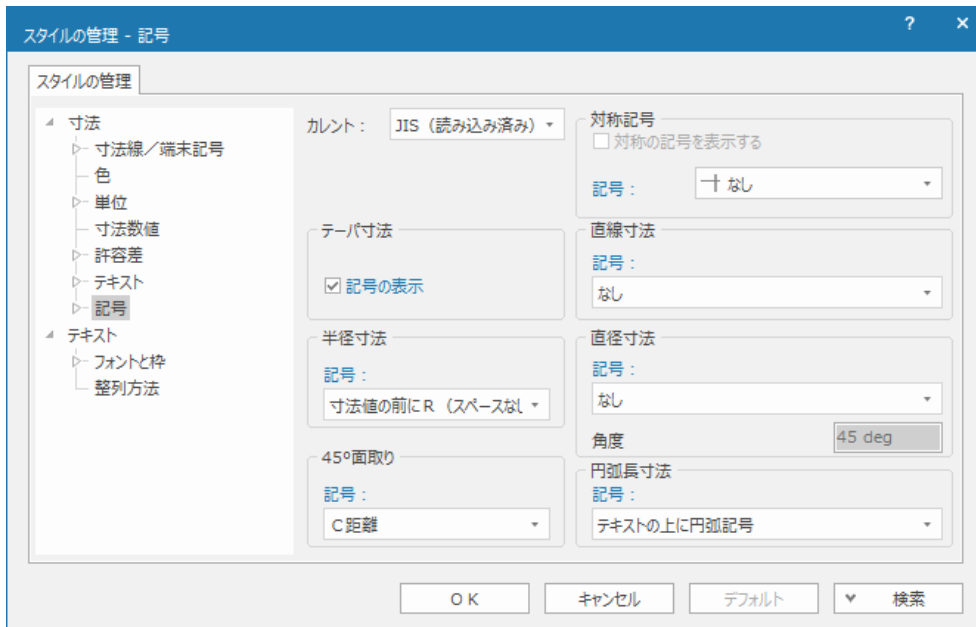 スタイルの管理 - 記号
?
×
スタイルの管理
寸法
寸法線／端末記号
色
単位
寸法数値
許容差
テキスト
記号
テキスト
フォントと枠
整列方法
カレント：
JIS（読み込み済み）
テーパ寸法
記号の表示
半径寸法
記号：
寸法値の前にＲ（スペースなし
45º面取り
記号：
Ｃ距離
対称記号
対称の記号を表示する
記号：
なし
直線寸法
記号：
なし
直径寸法
記号：
なし
角度
45 deg
円弧長寸法
記号：
テキストの上に円弧記号
ＯＫ
キャンセル
デフォルト
検索